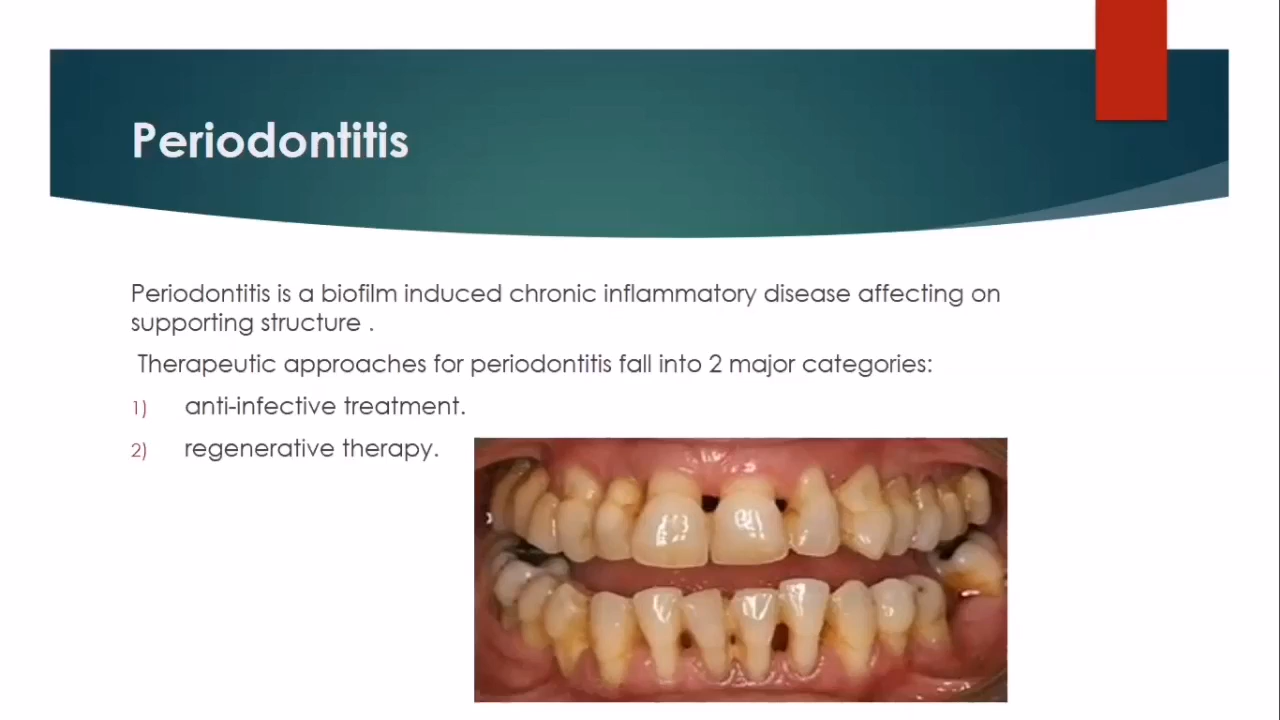 Periodontitis
Periodontitis is a biofilm induced chronic inflammatory disease affecting on
supporting structure .
Therapeutic approaches for periodontitis fall into 2 major categories:
1) anti-infective treatment.
2) regenerative therapy.